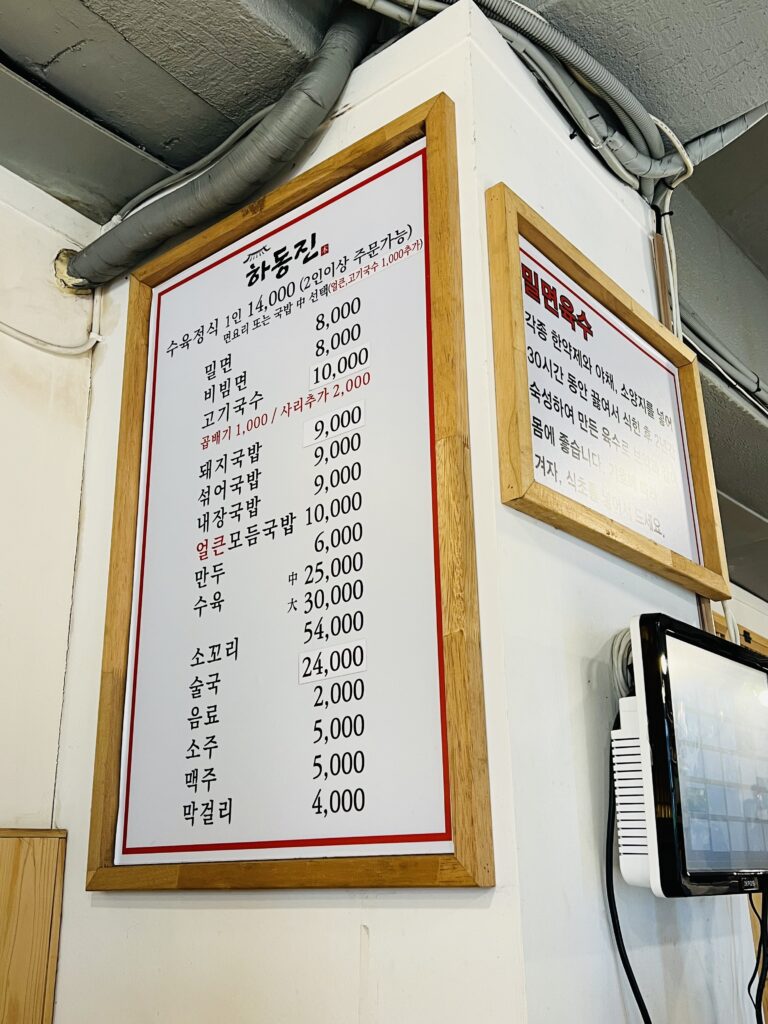 하동진
수육정식 1인 14,000 (2인이상 주문가능)
면요리 또는 국밥 中 선택(얼큰,고기국수 1,000추가)
밀면 8,000
비빔면 8,000
고기국수 10,000
곱배기 1,000 / 사리추가 2,000
돼지국밥 9,000
섞어국밥 9,000
내장국밥 9,000
얼큰모듬국밥 10,000
만두 6,000
수육 中 25,000
大 30,000
소꼬리 54,000
술국 24,000
음료 2,000
소주 5,000
맥주 5,000
막걸리 4,000
밀면육수
각종 한약제와 야채, 소양지를 넣어
30시간 동안 끓여서 식힌 후
숙성하여 만든 육수로
몸에 좋습니다.
겨자, 식초를 넣어서 드세요.